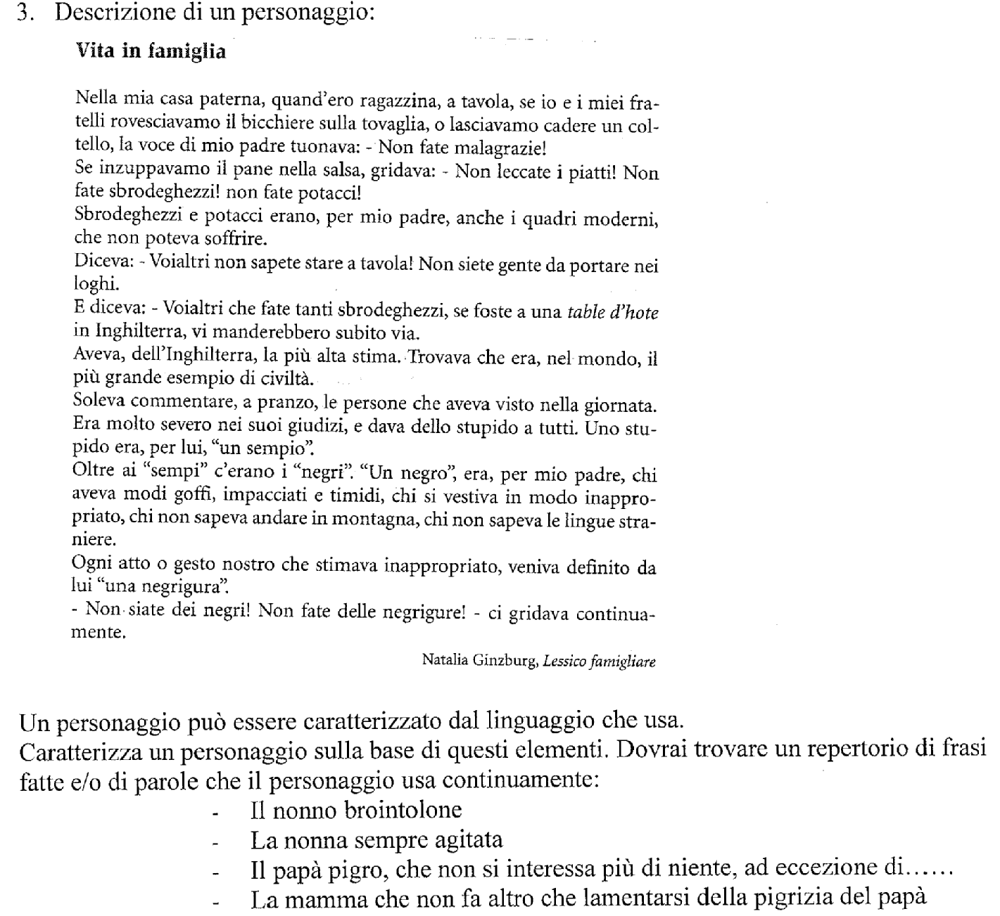 3. Descrizione di un personaggio:
Vita in famiglia
Nella mia casa paterna, quand’ero ragazzina, a tavola, se io e i miei fra-
telli rovesciavamo il bicchiere sulla tovaglia, o lasciavamo cadere un col-
tello, la voce di mio padre tuonava: - Non fate malagrazie!
Se inzuppavamo il pane nella salsa, gridava: - Non leccate i piatti! Non
fate sbrodeghezzi! non fate potacci!
Sbrodeghezzi e potacci erano, per mio padre, anche i quadri moderni,
che non poteva soffrire.
Diceva: - Voialtri non sapete stare a tavola! Non siete gente da portare nei
loghi.
E diceva: - Voialtri che fate tanti sbrodeghezzi, se foste a una table d’hote
in Inghilterra, vi manderebbero subito via.
Aveva, dell’Inghilterra, la più alta stima. Trovava che era, nel mondo, il
più grande esempio di civiltà.
Soleva commentare, a pranzo, le persone che aveva visto nella giornata.
Era molto severo nei suoi giudizi, e dava dello stupido a tutti. Uno stu-
pido era, per lui, “un sempio”.
Oltre ai “sempi” c’erano i “negri”. “Un negro”, era, per mio padre, chi
aveva modi goffi, impacciati e timidi, chi si vestiva in modo inappro-
priato, chi non sapeva andare in montagna, chi non sapeva le lingue stra-
niere.
Ogni atto o gesto nostro che stimava inappropriato, veniva definito da
lui “una negrigura”.
- Non siate dei negri! Non fate delle negrigure! - ci gridava continua-
mente.
Natalia Ginzburg, Lessico famigliare
Un personaggio può essere caratterizzato dal linguaggio che usa.
Caratterizza un personaggio sulla base di questi elementi. Dovrai trovare un repertorio di frasi
fatte e/o di parole che il personaggio usa continuamente:
- Il nonno brointolone
- La nonna sempre agitata
- Il papà pigro, che non si interessa più di niente, ad eccezione di……
- La mamma che non fa altro che lamentarsi della pigrizia del papà